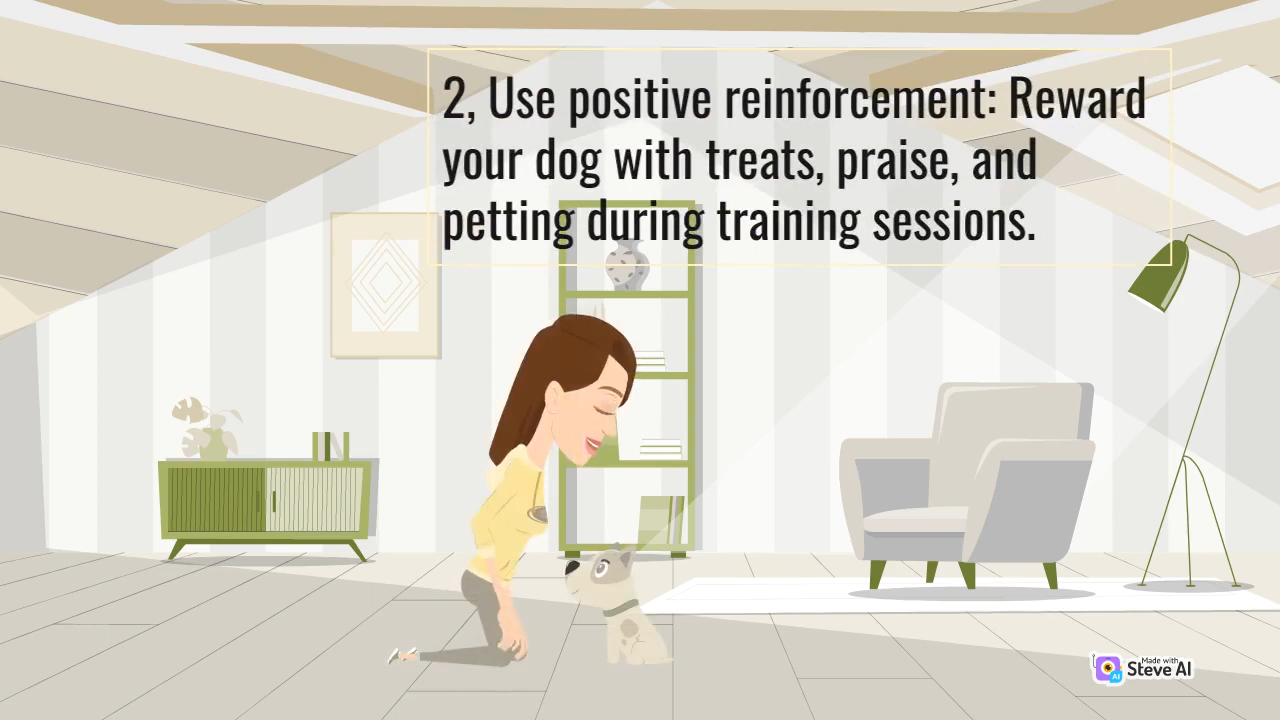 2, Use positive reinforcement: Reward
your dog with treats, praise, and
petting during training sessions.
Made with
Steve AI
AI